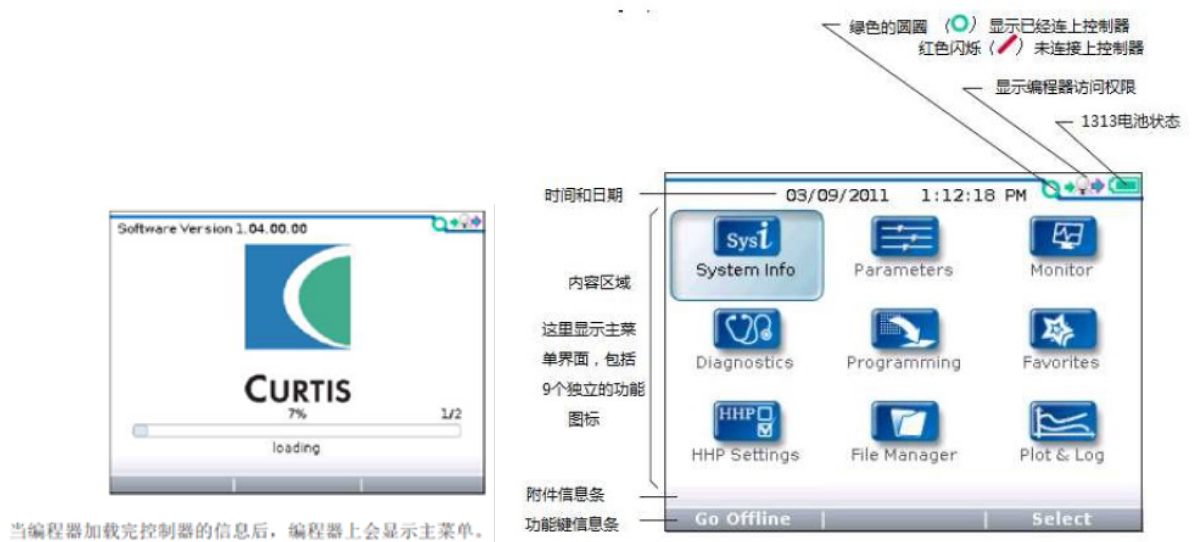 绿色的圆圈 ( ) 显示已经连上控制器
红色闪烁 ( ) 未连接上控制器
显示编程器访问权限
1313电池状态
时间和日期
03/09/2011 1:12:18 PM
Software Version 1.04.00.00
CURTIS
7% 1/2
loading
当编程器加载完控制器的信息后，编程器上会显示主菜单。
内容区域
这里显示主菜
单界面，包括
9个独立的功能
图标
附件信息条
功能键信息条
Sysi
System Info
Parameters
Monitor
Diagnostics
Programming
Favorites
HHP
HHP Settings
File Manager
Plot & Log
Go Offline Select